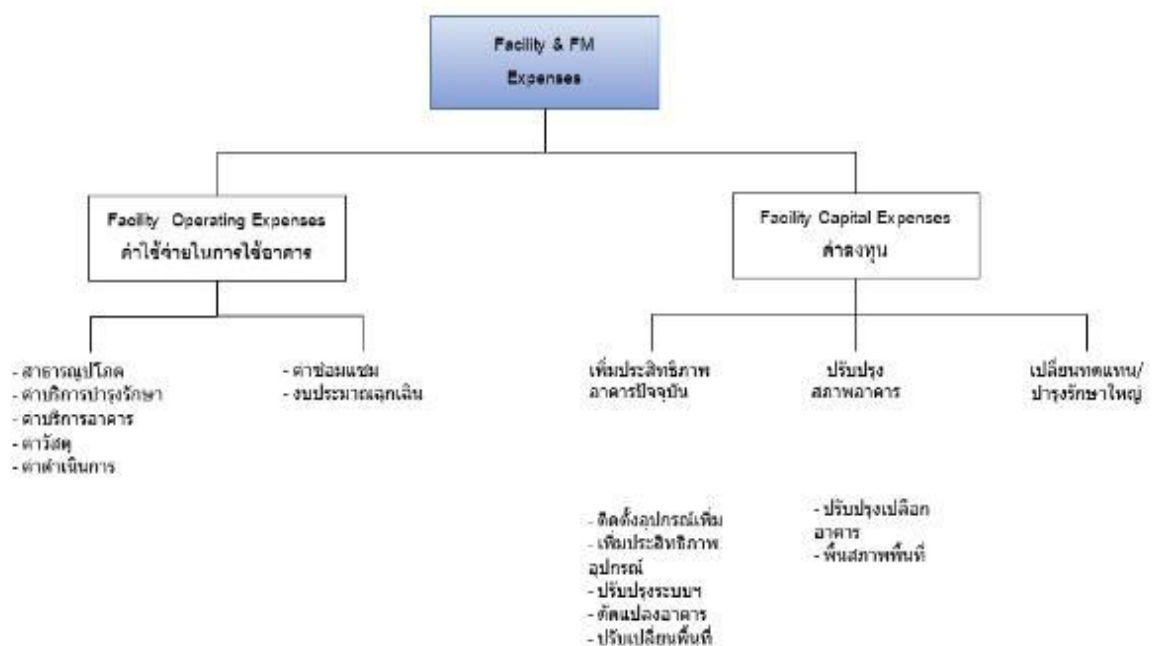 Facility & FM
Expenses
Facility Operating Expenses
ค่าใช้จ่ายในการใช้อาคาร
Facility Capital Expenses
ค่าลงทุน
- สาธารณูปโภค
- ค่าบริการบำรุงรักษา
- ค่าบริการอาคาร
- ค่าวัสดุ
- ค่าดำเนินการ
- ค่าซ่อมแซม
- งบประมาณฉุกเฉิน
เพิ่มประสิทธิภาพ
อาคารปัจจุบัน
ปรับปรุง
สภาพอาคาร
เปลี่ยนทดแทน/
บำรุงรักษาใหญ่
- ติดตั้งอุปกรณ์เพิ่ม
- เพิ่มประสิทธิภาพ
อุปกรณ์
- ปรับปรุงระบบฯ
- ดัดแปลงอาคาร
- ปรับเปลี่ยนพื้นที่
- ปรับปรุงเปลือก
อาคาร
- ฟื้นสภาพพื้นที่